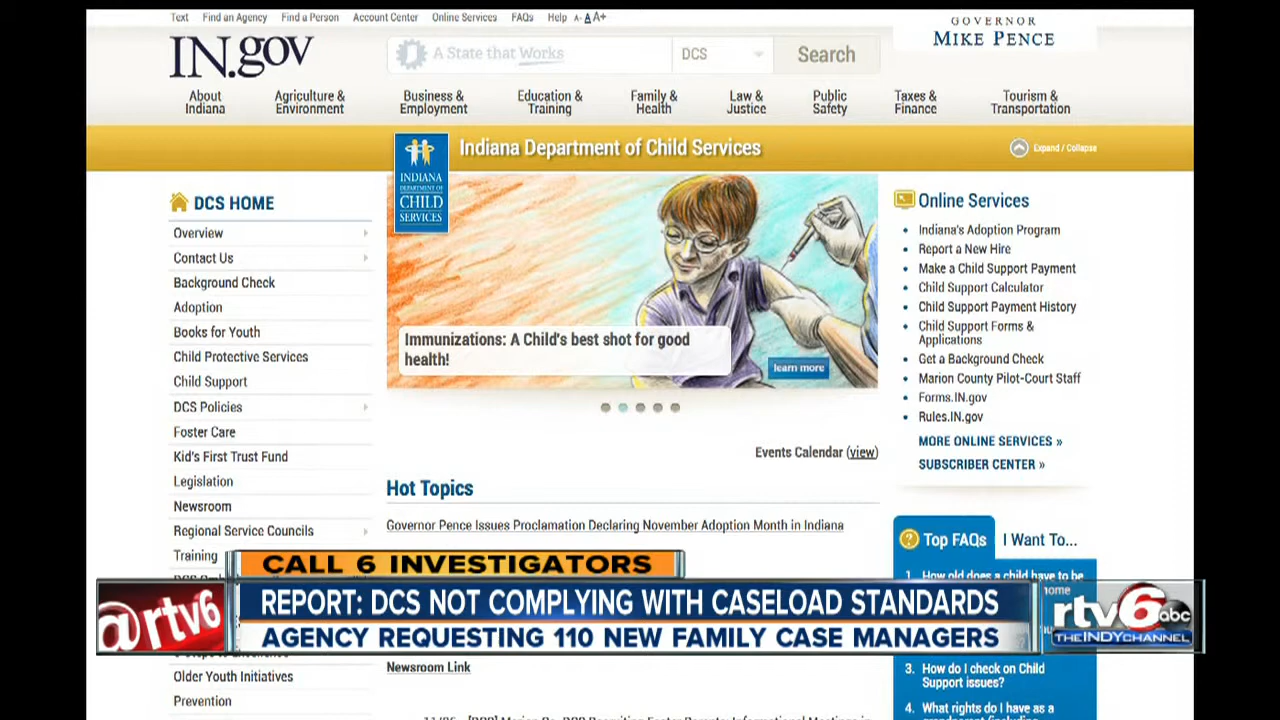 Text Find an Agency Find a Person Account Center Online Services FAQs Help A- A A+
GOVERNOR
MIKE PENCE
IN.gov
A State that Works
DCS
Search
About
Indiana
Agriculture &
Environment
Business &
Employment
Education &
Training
Family &
Health
Law &
Justice
Public
Safety
Taxes &
Finance
Tourism &
Transportation
Indiana Department of Child Services
Expand / Collapse
INDIANA
DEPARTMENT OF
CHILD
SERVICES
DCS HOME
Overview
Contact Us
Background Check
Adoption
Books for Youth
Child Protective Services
Child Support
DCS Policies
Foster Care
Kid's First Trust Fund
Legislation
Newsroom
Regional Service Councils
Training
Older Youth Initiatives
Prevention
Immunizations: A Child's best shot for good
health!
learn more
Events Calendar (view)
Hot Topics
Governor Pence Issues Proclamation Declaring November Adoption Month in Indiana
Newsroom Link
Online Services
Indiana's Adoption Program
Report a New Hire
Make a Child Support Payment
Child Support Calculator
Child Support Payment History
Child Support Forms &
Applications
Get a Background Check
Marion County Pilot-Court Staff
Forms.IN.gov
Rules.IN.gov
MORE ONLINE SERVICES »
SUBSCRIBER CENTER »
? Top FAQs I Want To...
1. How old does a child have to be
home
3. How do I check on Child
Support issues?
4. What rights do I have as a
CALL 6 INVESTIGATORS
@rtv6
REPORT: DCS NOT COMPLYING WITH CASELOAD STANDARDS
AGENCY REQUESTING 110 NEW FAMILY CASE MANAGERS
rtv6 abc
THE INDY CHANNEL